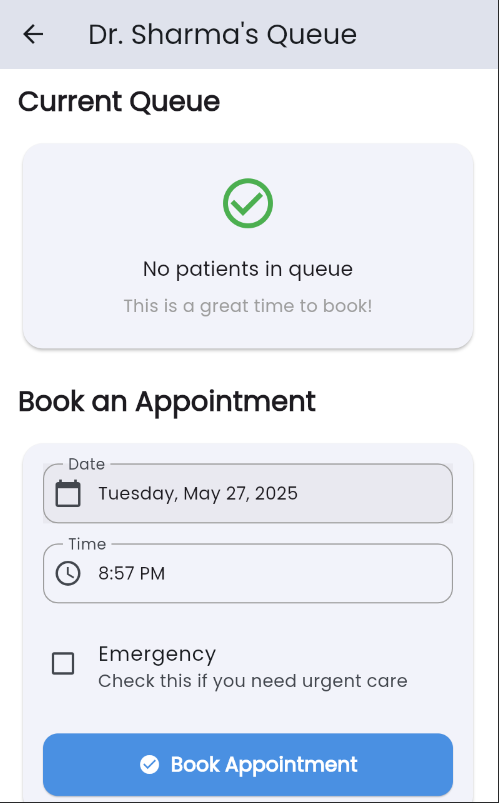 Dr. Sharma's Queue
Current Queue
No patients in queue
This is a great time to book!
Book an Appointment
Date
Tuesday, May 27, 2025
Time
8:57 PM
Emergency
Check this if you need urgent care
Book Appointment